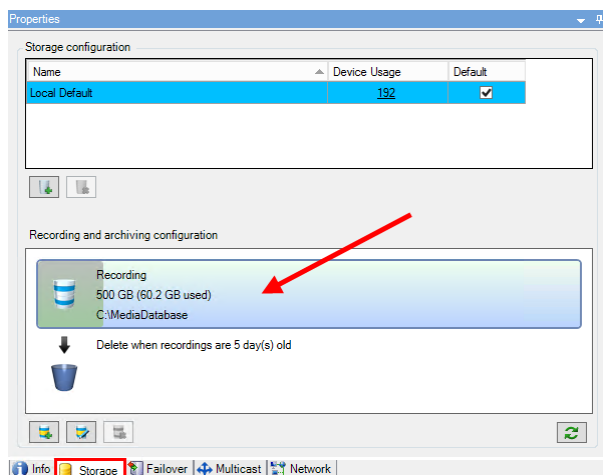 Properties
Storage configuration
Name Device Usage Default
Local Default 192
Recording and archiving configuration
Recording
500 GB (60.2 GB used)
C:\MediaDatabase
Delete when recordings are 5 day(s) old
Info Storage Failover Multicast Network